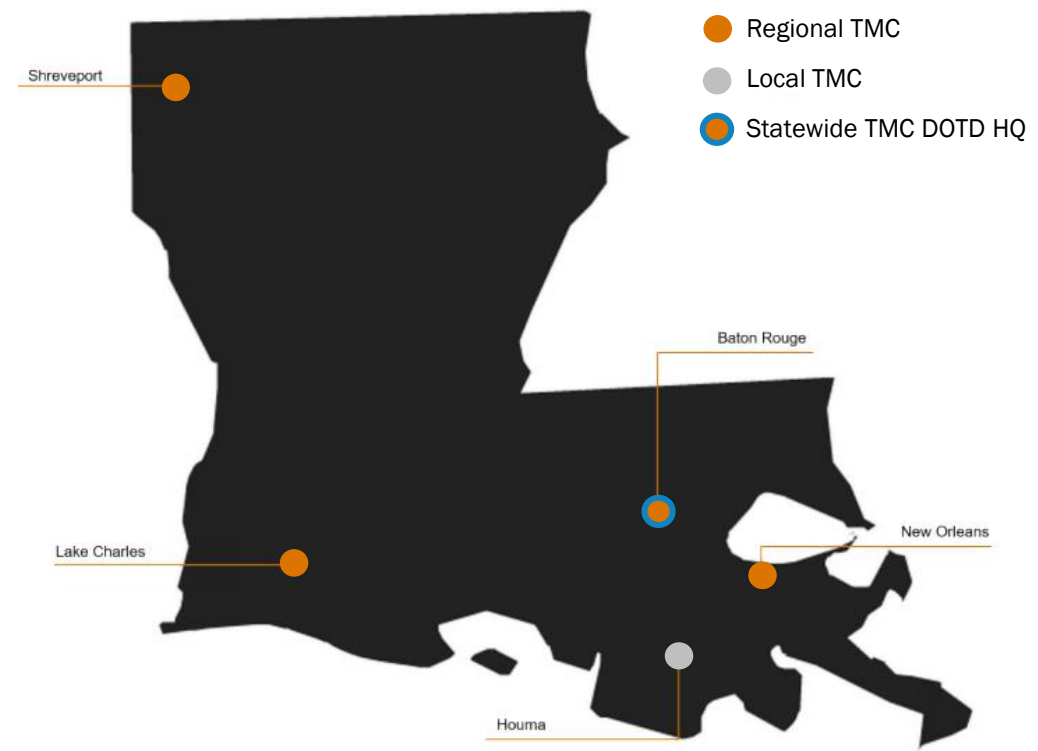 Regional TMC
Shreveport
Local TMC
Statewide TMC DOTD HQ
Baton Rouge
New Orleans
Lake Charles
Houma